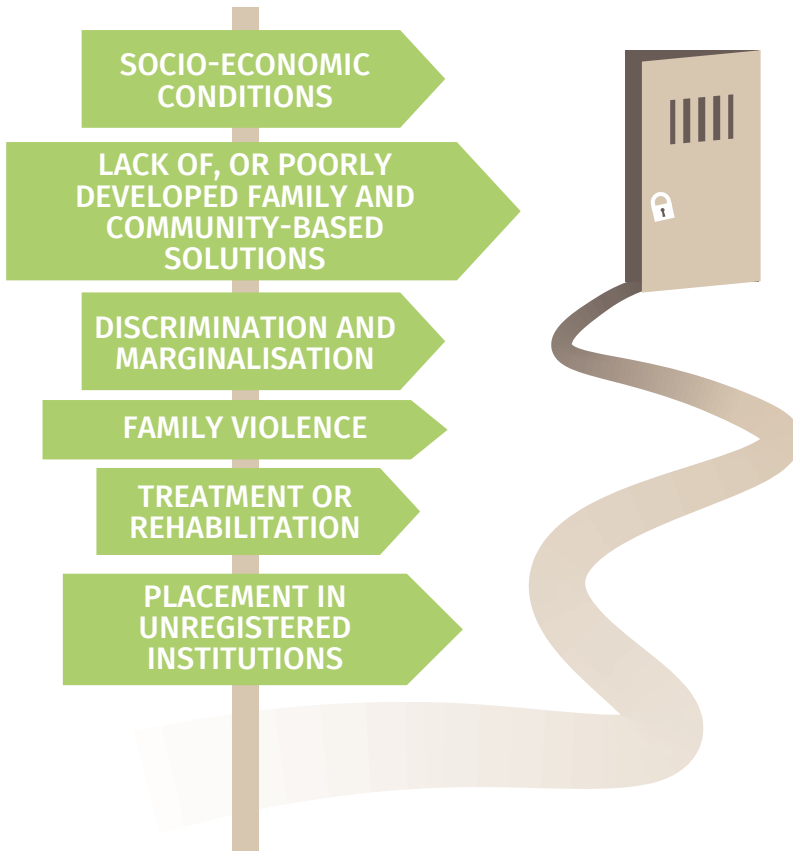 SOCIO-ECONOMIC
CONDITIONS
LACK OF, OR POORLY
DEVELOPED FAMILY AND
COMMUNITY-BASED
SOLUTIONS
DISCRIMINATION AND
MARGINALISATION
FAMILY VIOLENCE
TREATMENT OR
REHABILITATION
PLACEMENT IN
UNREGISTERED
INSTITUTIONS